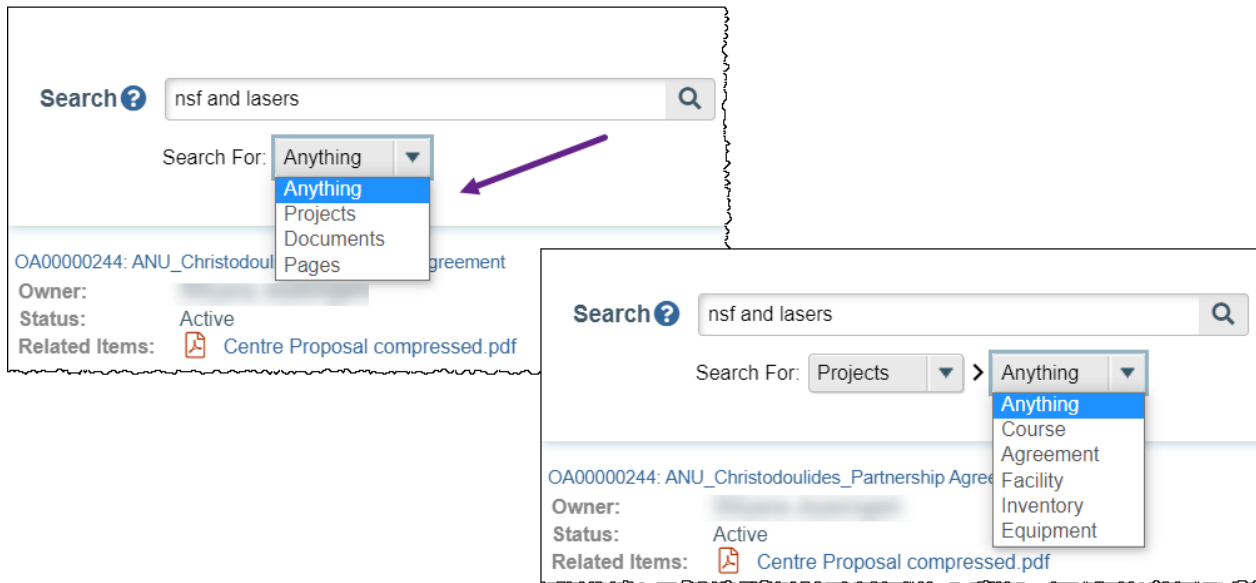 Search ? nsf and lasers
Search For: Anything
Anything
Projects
Documents
Pages
OA00000244: ANU_Christodoul greement
Owner:
Status: Active
Related Items: Centre Proposal compressed.pdf
Search ? nsf and lasers
Search For: Projects > Anything
Anything
Course
Agreement
Facility
Inventory
Equipment
OA00000244: ANU_Christodoulides_Partnership Agree
Owner:
Status: Active
Related Items: Centre Proposal compressed.pdf